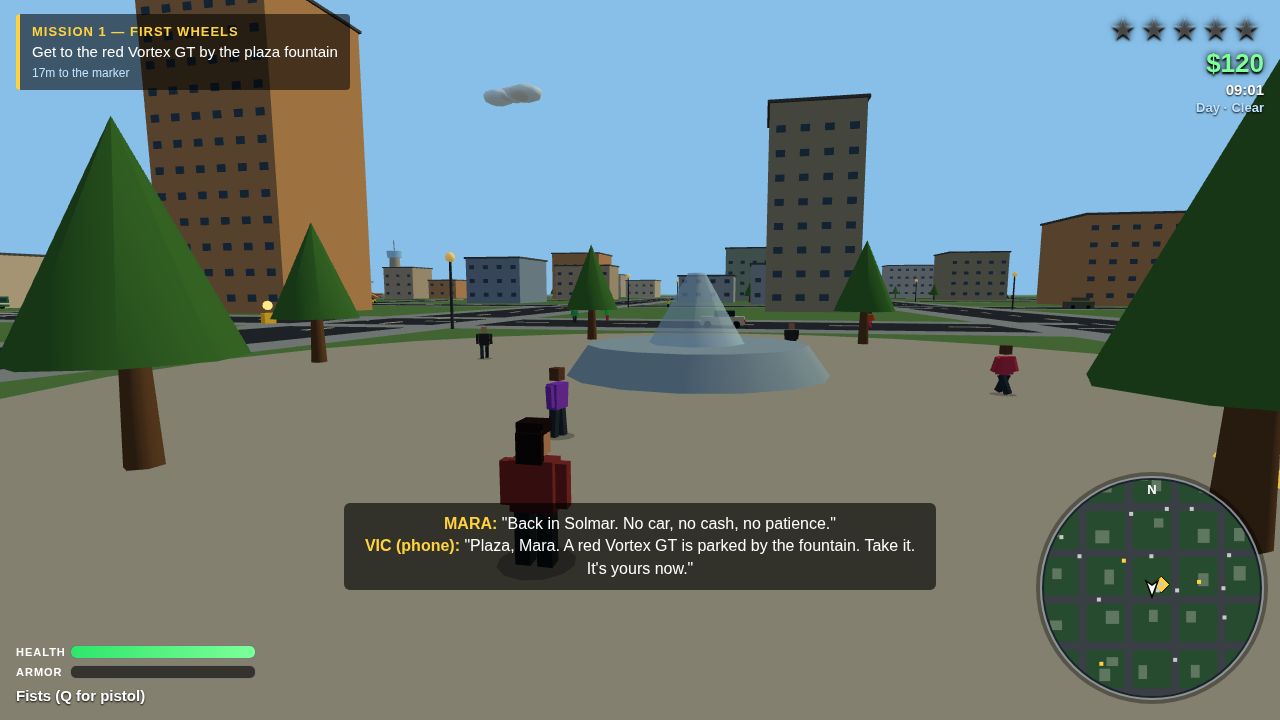 MISSION 1 — FIRST WHEELS
Get to the red Vortex GT by the plaza fountain
17m to the marker
$120
09:01
Day · Clear
MARA: "Back in Solmar. No car, no cash, no patience."
VIC (phone): "Plaza, Mara. A red Vortex GT is parked by the fountain. Take it.
It's yours now."
N
HEALTH
ARMOR
Fists (Q for pistol)